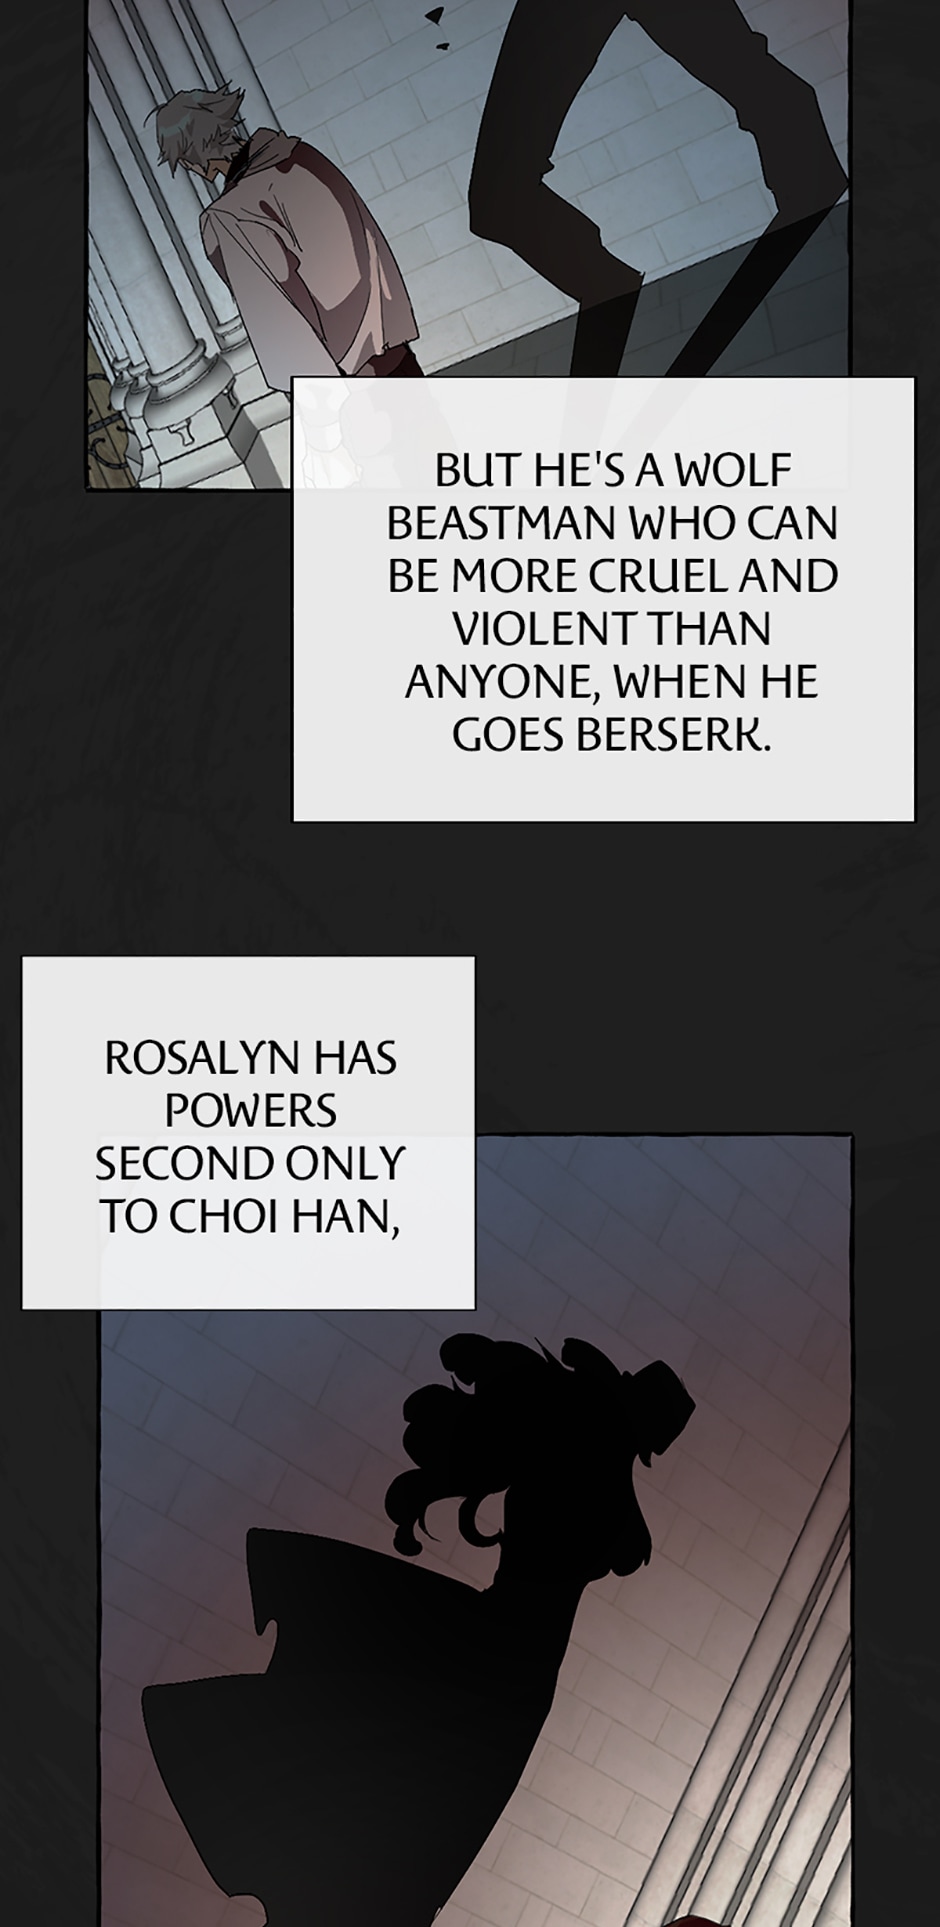 BUT HE'S A WOLF
BEASTMAN WHO CAN
BE MORE CRUEL AND
VIOLENT THAN
ANYONE, WHEN HE
GOES BERSERK.
ROSALYN HAS
POWERS
SECOND ONLY
TO CHOI HAN,